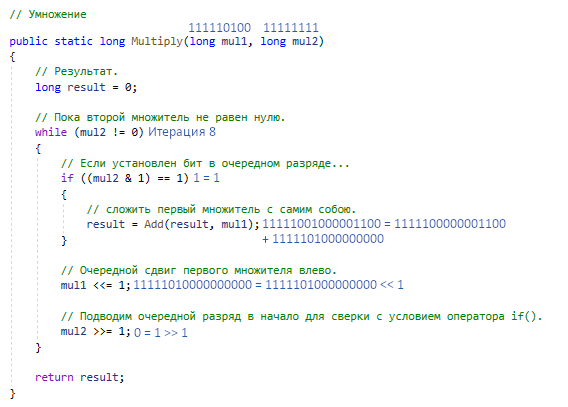 // Умножение
111110100 11111111
public static long Multiply(long mul1, long mul2)
{
// Результат.
long result = 0;
// Пока второй множитель не равен нулю.
while (mul2 != 0) Итерация 8
{
// Если установлен бит в очередном разряде...
if ((mul2 & 1) == 1) 1 = 1
{
// сложить первый множитель с самим собою.
result = Add(result, mul1); 11111001000001100 = 1111100000001100
} + 1111101000000000
// Очередной сдвиг первого множителя влево.
mul1 <<= 1; 11111010000000000 = 1111101000000000 << 1
// Подводим очередной разряд в начало для сверки с условием оператора if().
mul2 >>= 1; 0 = 1 >> 1
}
return result;
}